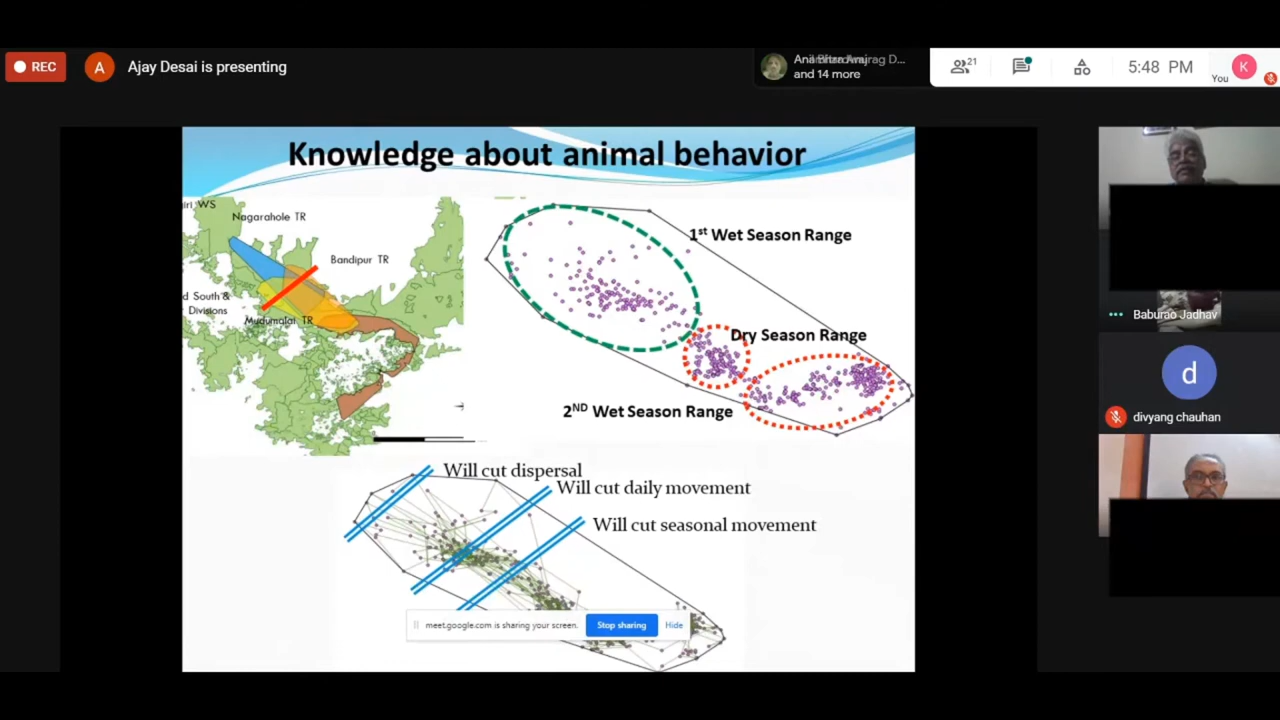 REC
A
Ajay Desai is presenting
and 14 more
21
5:48 PM
You
K
Knowledge about animal behavior
iri WS
Nagarahole TR
Bandipur TR
d South &
Divisions
Mudumalai TR
1st Wet Season Range
Dry Season Range
2ND Wet Season Range
Will cut dispersal
Will cut daily movement
Will cut seasonal movement
meet.google.com is sharing your screen.
Stop sharing
Hide
Baburao Jadhav
d
divyang chauhan